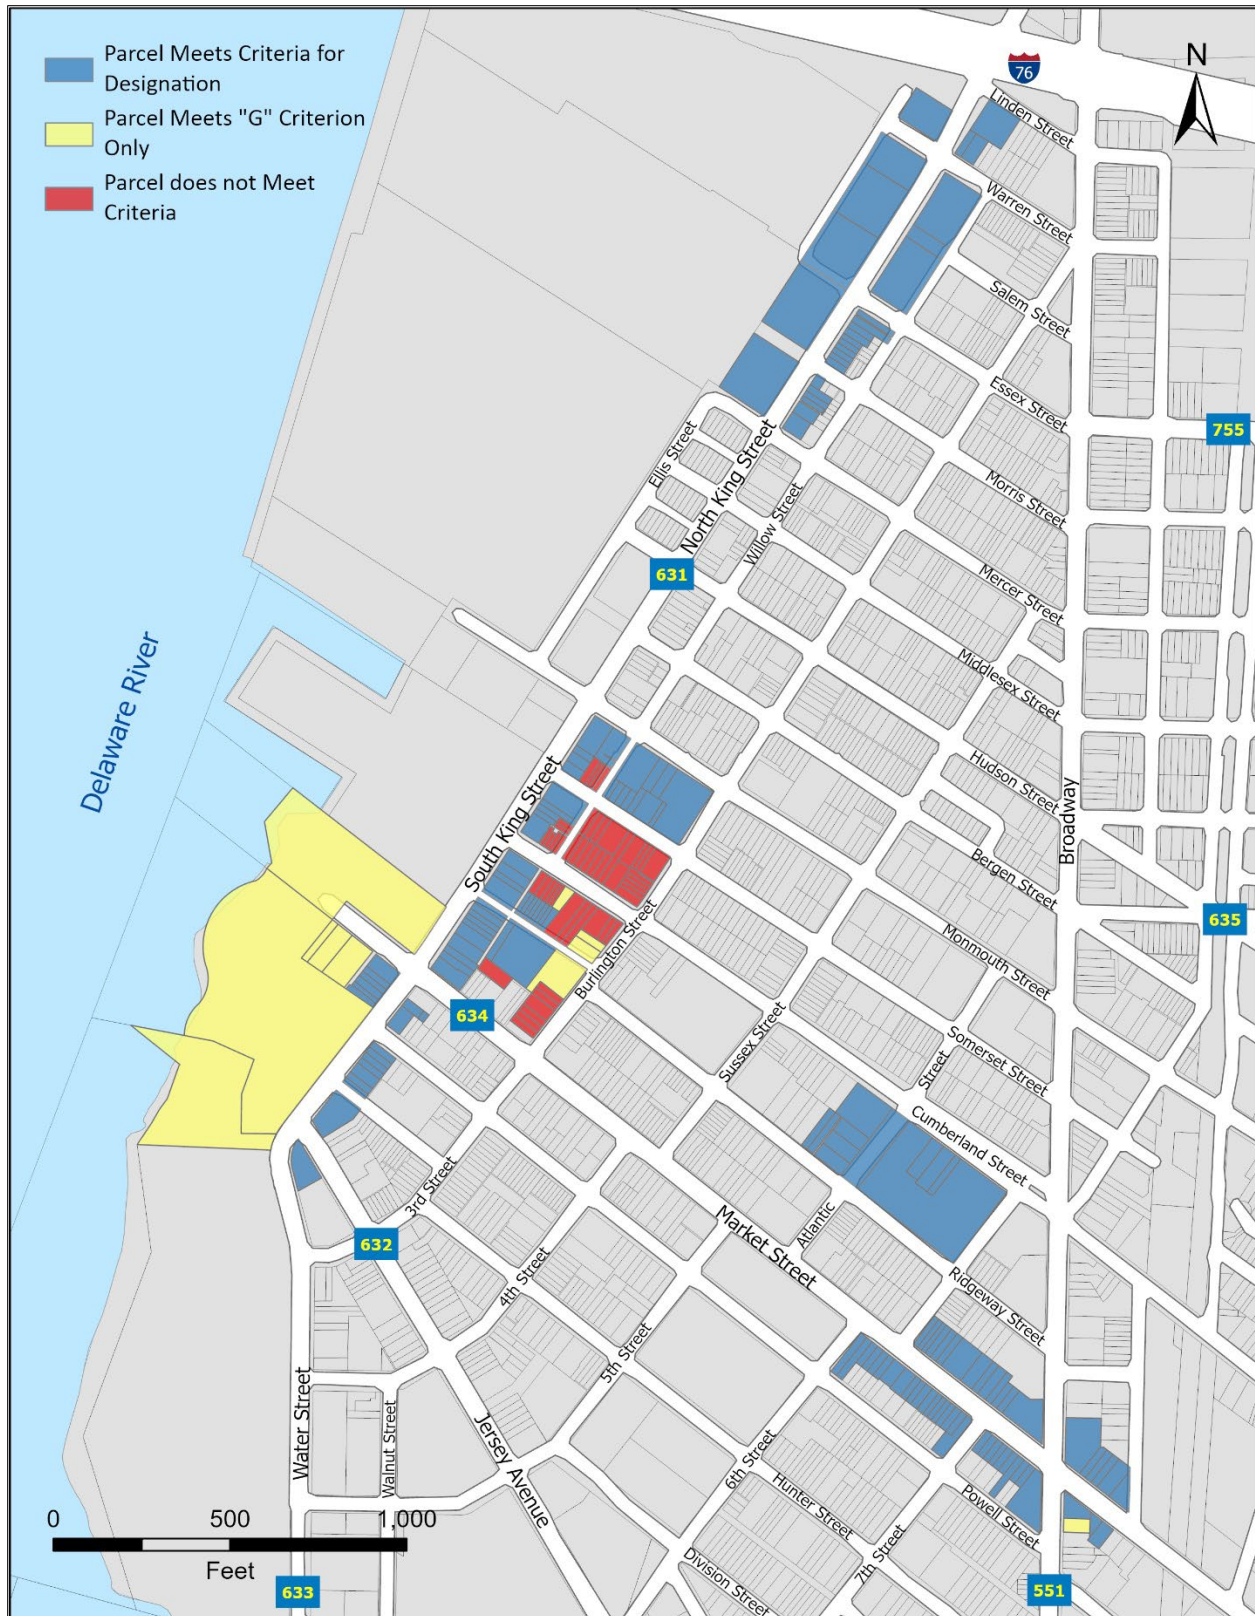 Parcel Meets Criteria for
Designation
Parcel Meets "G" Criterion
Only
Parcel does not Meet
Criteria
76
N
Linden Street
Warren Street
Salem Street
Essex Street
755
Ellis Street
North King Street
Willow Street
Morris Street
631
Mercer Street
Middlesex Street
Delaware River
Hudson Street
South King Street
Broadway
Bergen Street
635
Burlington Street
Monmouth Street
634
Sussex Street
Somerset Street
Street
Cumberland Street
3rd Street
Atlantic
632
Market Street
4th Street
Ridgeway Street
5th Street
Water Street
Walnut Street
Jersey Avenue
6th Street
Hunter Street
Powell Street
7th Street
Division Street
0 500 1,000
Feet
633
551